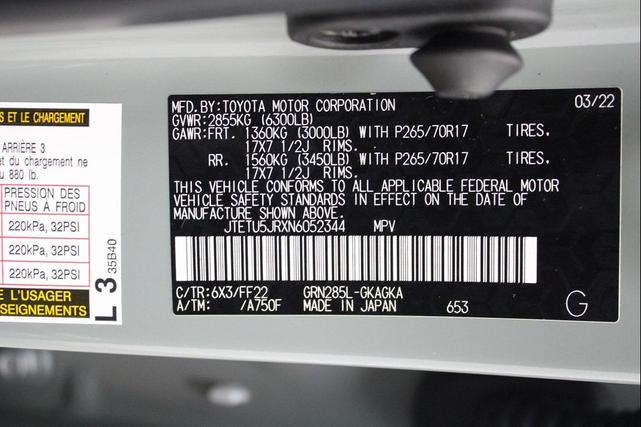 S ET LE CHARGEMENT
ARRIÈRE 3
et du chargement ne
880 lb.
PRESSION DES
PNEUS À FROID
220kPa, 32PSI
220kPa, 32PSI
220kPa, 32PSI
L'USAGER
SEIGNEMENTS
L 3 35B40
MFD.BY:TOYOTA MOTOR CORPORATION 03/22
GVWR:2855KG (6300LB)
GAWR:FRT. 1360KG (3000LB) WITH P265/70R17 TIRES,
17X7 1/2J RIMS.
RR. 1560KG (3450LB) WITH P265/70R17 TIRES,
17X7 1/2J RIMS.
THIS VEHICLE CONFORMS TO ALL APPLICABLE FEDERAL MOTOR
VEHICLE SAFETY STANDARDS IN EFFECT ON THE DATE OF
MANUFACTURE SHOWN ABOVE.
JTETU5JRXN6052344 MPV
C/TR:6X3/FF22 GRN285L-GKAGKA
A/TM: /A750F MADE IN JAPAN 653
G